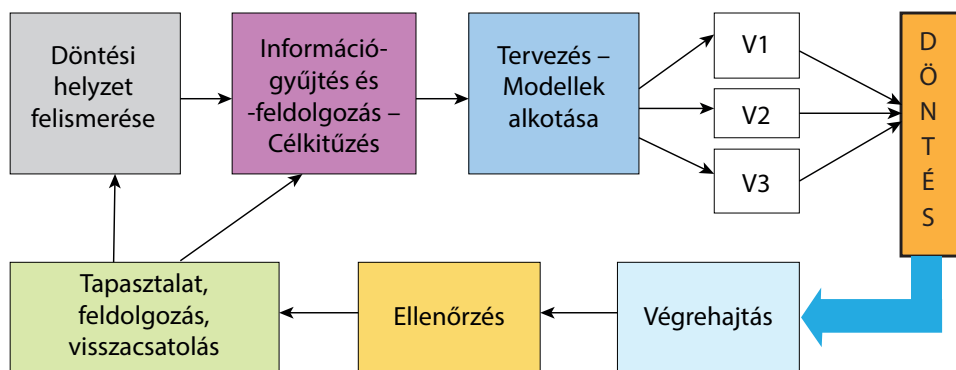 Döntési
helyzet
felismerése
Információ-
gyűjtés és
-feldolgozás –
Célkitűzés
Tervezés –
Modellek
alkotása
V1
V2
V3
D
Ö
N
T
É
S
Tapasztalat,
feldolgozás,
visszacsatolás
Ellenőrzés
Végrehajtás